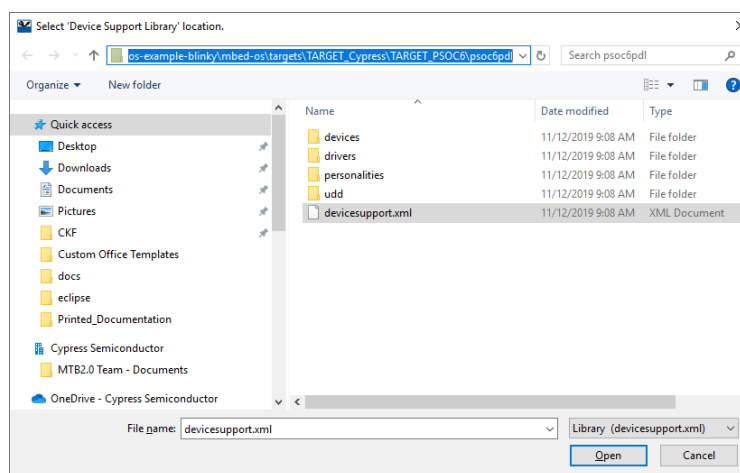 Select 'Device Support Library' location.
os-example-blinky\mbed-os\targets\TARGET_Cypress\TARGET_PSOC6\psoc6pdl
Search psoc6pdl
Organize
New folder
Name
Date modified
Type
Quick access
Desktop
Downloads
Documents
Pictures
CKF
Custom Office Templates
docs
eclipse
Printed_Documentation
Cypress Semiconductor
MTB2.0 Team - Documents
OneDrive - Cypress Semiconductor
devices 11/12/2019 9:08 AM File folder
drivers 11/12/2019 9:08 AM File folder
personalities 11/12/2019 9:08 AM File folder
udd 11/12/2019 9:08 AM File folder
devicesupport.xml 11/12/2019 9:08 AM XML Document
File name: devicesupport.xml
Library (devicesupport.xml)
Open
Cancel